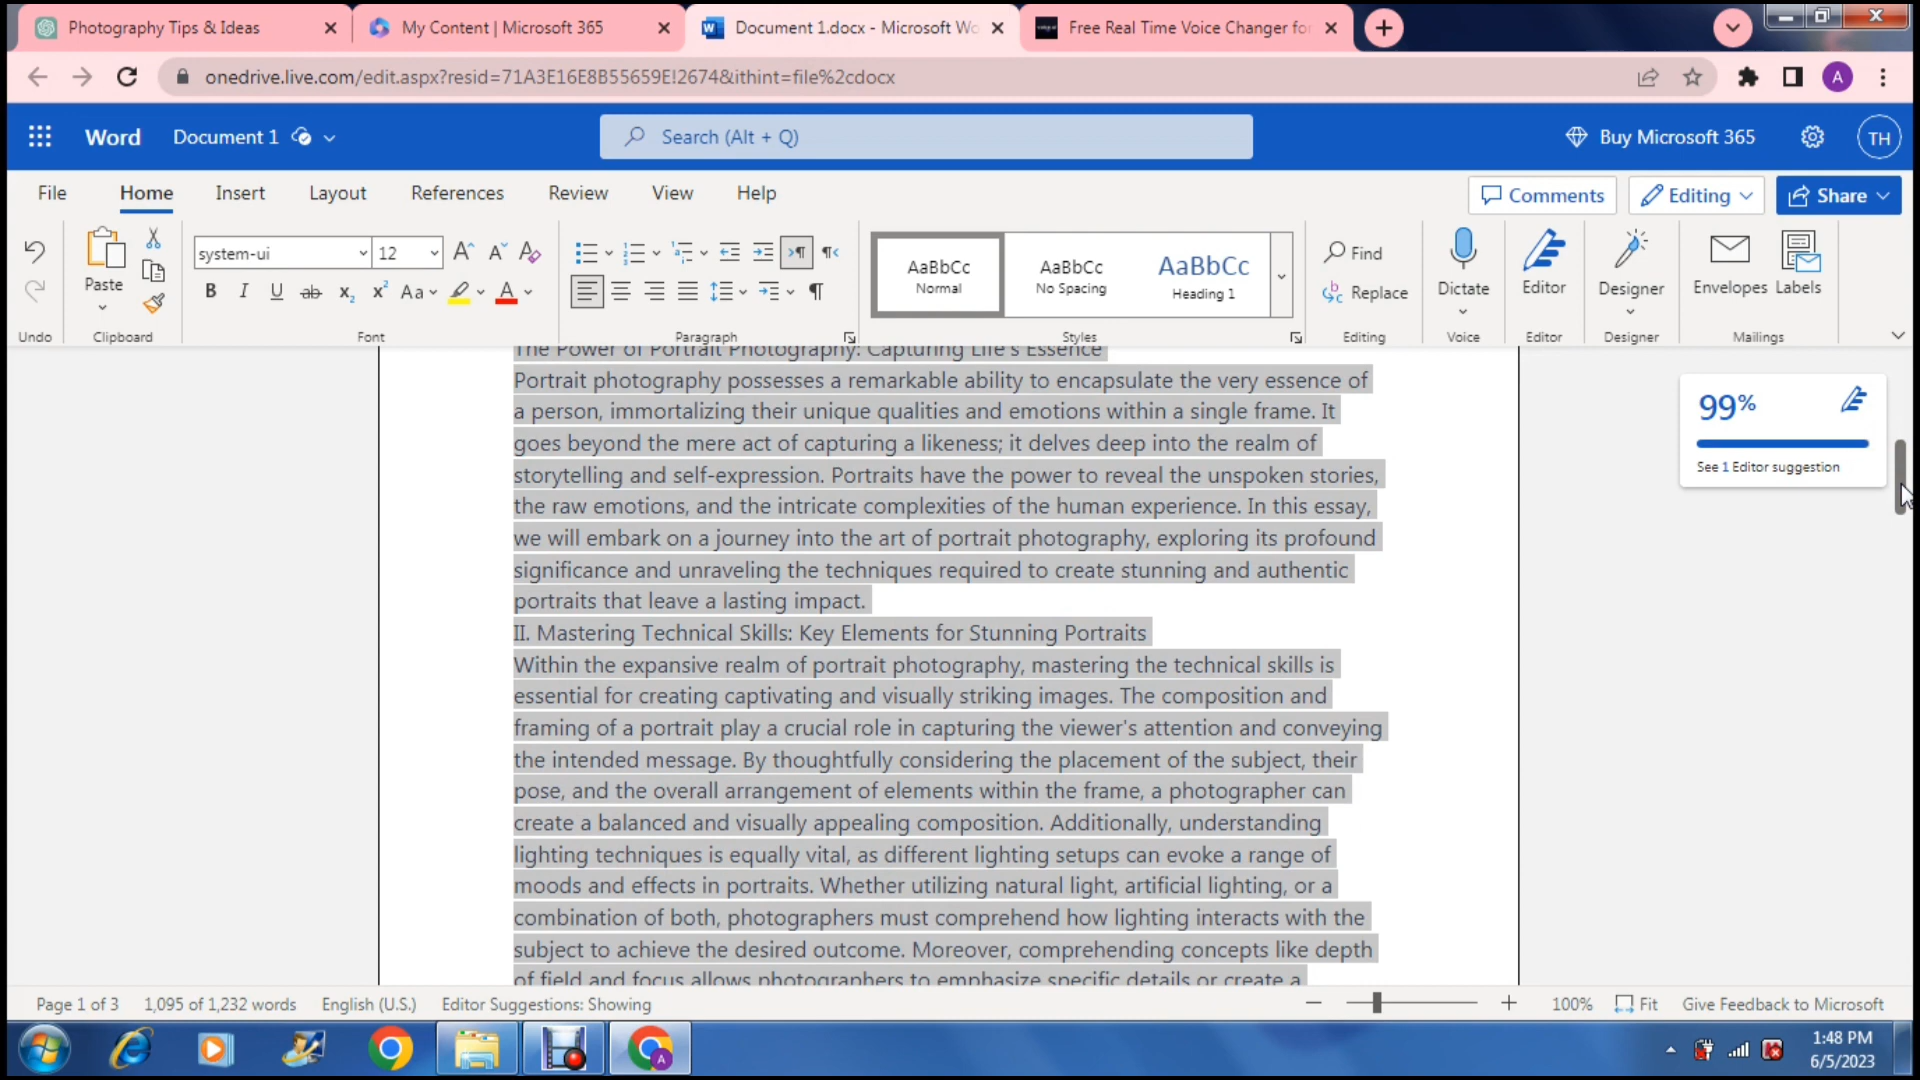 Photography Tips & Ideas
My Content | Microsoft 365
Document 1.docx - Microsoft Wo
Free Real Time Voice Changer for
onedrive.live.com/edit.aspx?resid=71A3E16E8B55659E!2674&ithint=file%2cdocx
A
Word
Document 1
Search (Alt + Q)
Buy Microsoft 365
TH
File
Home
Insert
Layout
References
Review
View
Help
Comments
Editing
Share
Paste
system-ui
12
AaBbCc
Normal
AaBbCc
No Spacing
AaBbCc
Heading 1
Find
Replace
Dictate
Editor
Designer
Envelopes
Labels
Undo
Clipboard
Font
Paragraph
Styles
Editing
Voice
Editor
Designer
Mailings
The Power of Portrait Photography: Capturing Life's Essence
Portrait photography possesses a remarkable ability to encapsulate the very essence of
a person, immortalizing their unique qualities and emotions within a single frame. It
goes beyond the mere act of capturing a likeness; it delves deep into the realm of
storytelling and self-expression. Portraits have the power to reveal the unspoken stories,
the raw emotions, and the intricate complexities of the human experience. In this essay,
we will embark on a journey into the art of portrait photography, exploring its profound
significance and unraveling the techniques required to create stunning and authentic
portraits that leave a lasting impact.
II. Mastering Technical Skills: Key Elements for Stunning Portraits
Within the expansive realm of portrait photography, mastering the technical skills is
essential for creating captivating and visually striking images. The composition and
framing of a portrait play a crucial role in capturing the viewer's attention and conveying
the intended message. By thoughtfully considering the placement of the subject, their
pose, and the overall arrangement of elements within the frame, a photographer can
create a balanced and visually appealing composition. Additionally, understanding
lighting techniques is equally vital, as different lighting setups can evoke a range of
moods and effects in portraits. Whether utilizing natural light, artificial lighting, or a
combination of both, photographers must comprehend how lighting interacts with the
subject to achieve the desired outcome. Moreover, comprehending concepts like depth
of field and focus allows photographers to emphasize specific details or create a
99%
See 1 Editor suggestion
Page 1 of 3
1,095 of 1,232 words
English (U.S.)
Editor Suggestions: Showing
100%
Fit
Give Feedback to Microsoft
1:48 PM
6/5/2023